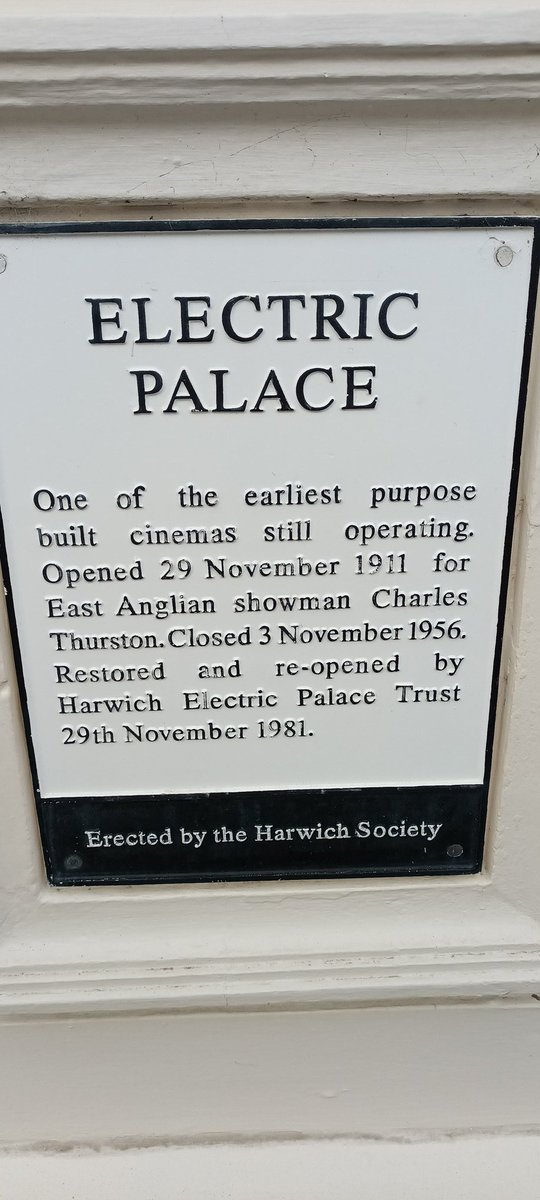 ELECTRIC
PALACE
One of the earliest purpose
built cinemas still operating.
Opened 29 November 1911 for
East Anglian showman Charles
Thurston. Closed 3 November 1956.
Restored and re-opened by
Harwich Electric Palace Trust
29th November 1981.
Erected by the Harwich Society